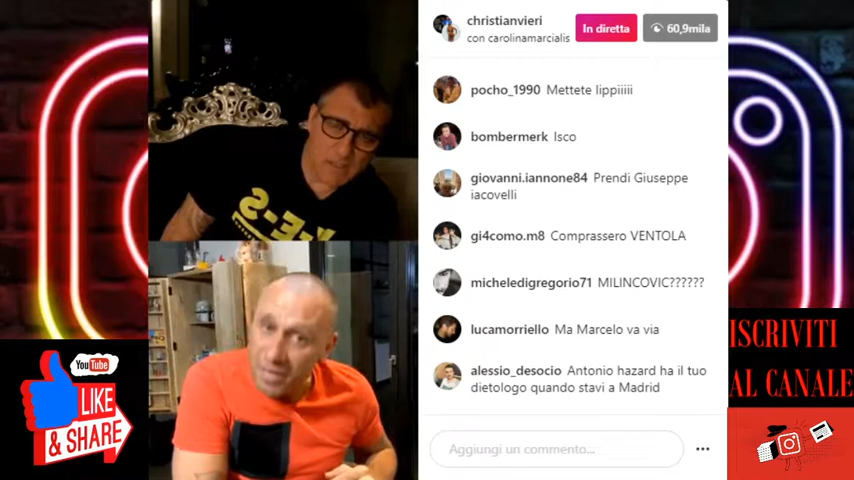 christianvieri
con carolinamarcialis
In diretta
60,9mila
pocho_1990 Mettete lippiiiii
bombermerk Isco
giovanni.iannone84 Prendi Giuseppe
iacovelli
gi4como.m8 Comprassero VENTOLA
micheledigregorio71 MILINCOVIC??????
lucamorriello Ma Marcelo va via
alessio_desocio Antonio hazard ha il tuo
dietologo quando stavi a Madrid
Aggiungi un commento...
YouTube
LIKE
& SHARE
ISCRIVITI
AL CANALE